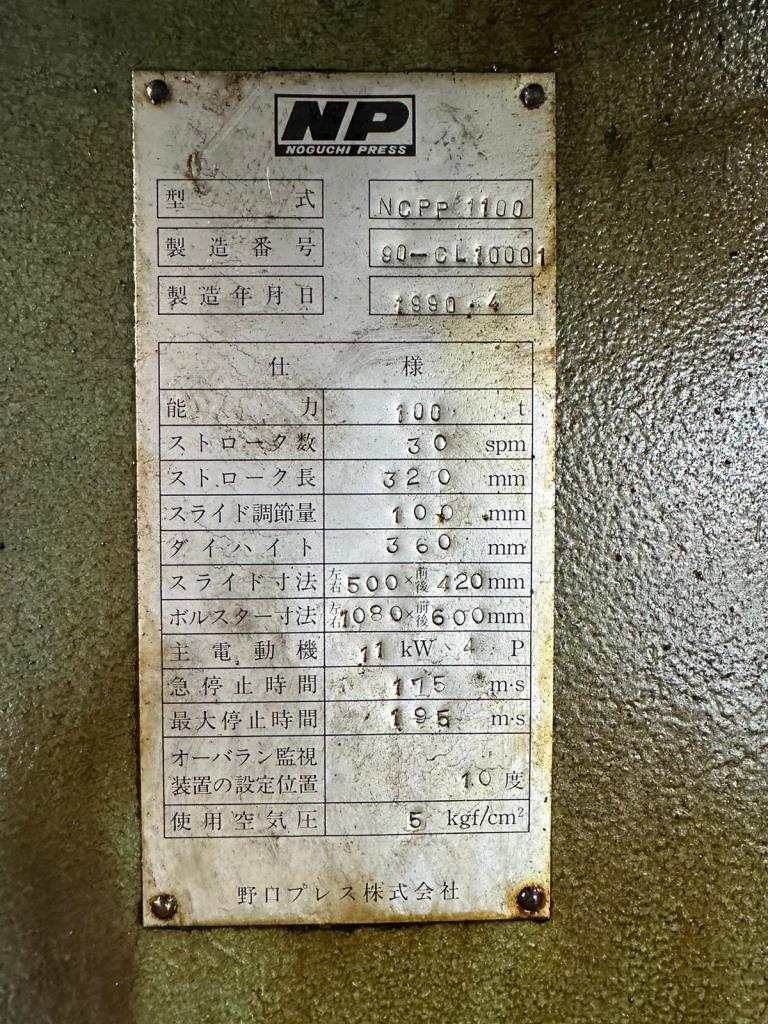 NP
NOGUCHI PRESS
型式 NCPP 1100
製造番号 90-CL10001
製造年月日 1990.4
仕様
能力 100 t
ストローク数 30 spm
ストローク長 320 mm
スライド調節量 100 mm
ダイハイト 360 mm
スライド寸法 左右500×前後420mm
ボルスター寸法 左右1080×前後600mm
主電動機 11 kW 4 P
急停止時間 175 m·s
最大停止時間 195 m·s
オーバラン監視
装置の設定位置 10 度
使用空気圧 5 kgf/cm²
野口プレス株式会社